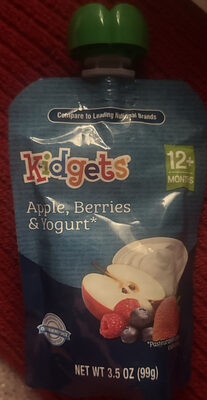 Compare to Leading National Brands
Kidgets
12+
MONTHS
Apple, Berries
& Yogurt*
NET WT 3.5 OZ (99g)